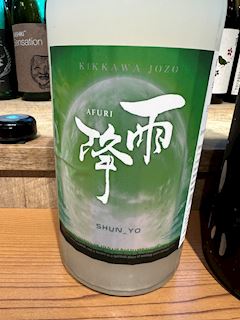 KIKKAWA JOZO
雨
AFURI
降
SHUN_YO
sensation